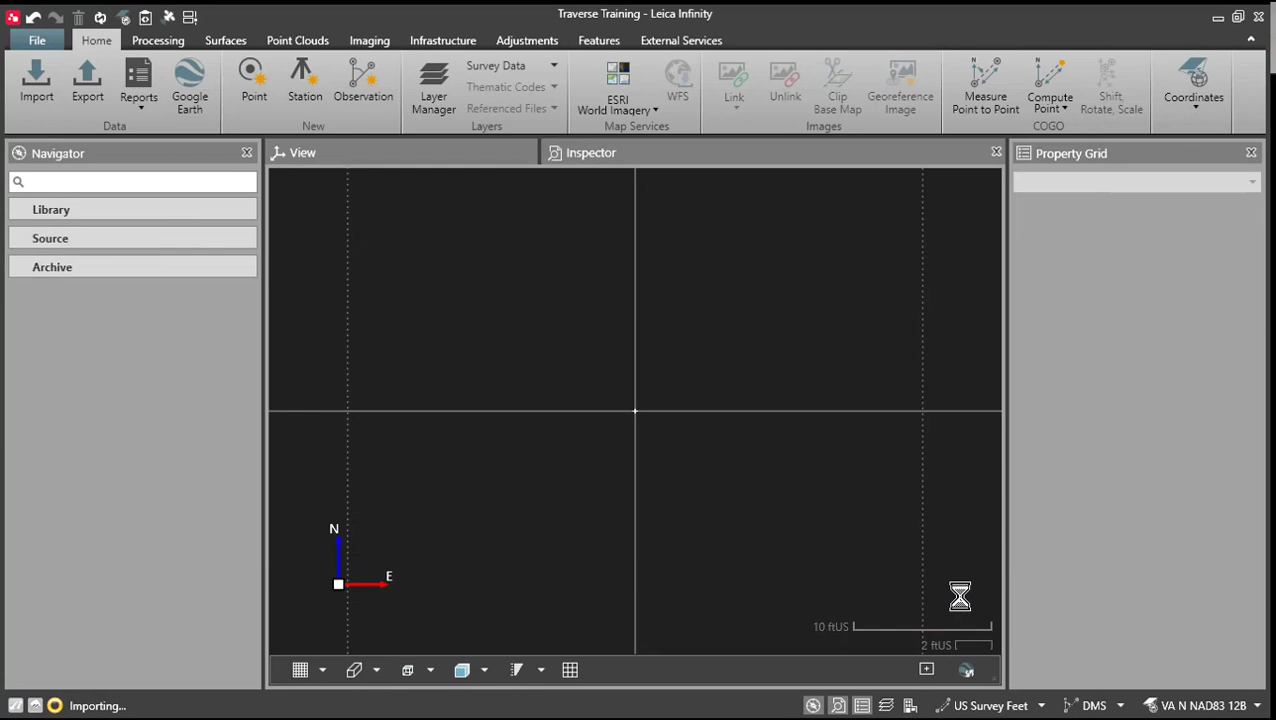 Traverse Training - Leica Infinity
File Home Processing Surfaces Point Clouds Imaging Infrastructure Adjustments Features External Services
Import Export Reports Google Earth Point Station Observation Layer Manager Survey Data Thematic Codes Referenced Files ESRI World Imagery WFS Link Unlink Clip Base Map Georeference Image Measure Point to Point Compute Point Shift, Rotate, Scale Coordinates
Data New Layers Map Services Images COGO
Navigator View Inspector Property Grid
Library
Source
Archive
N
E
10 ftUS
2 ftUS
Importing... US Survey Feet DMS VA N NAD83 12B